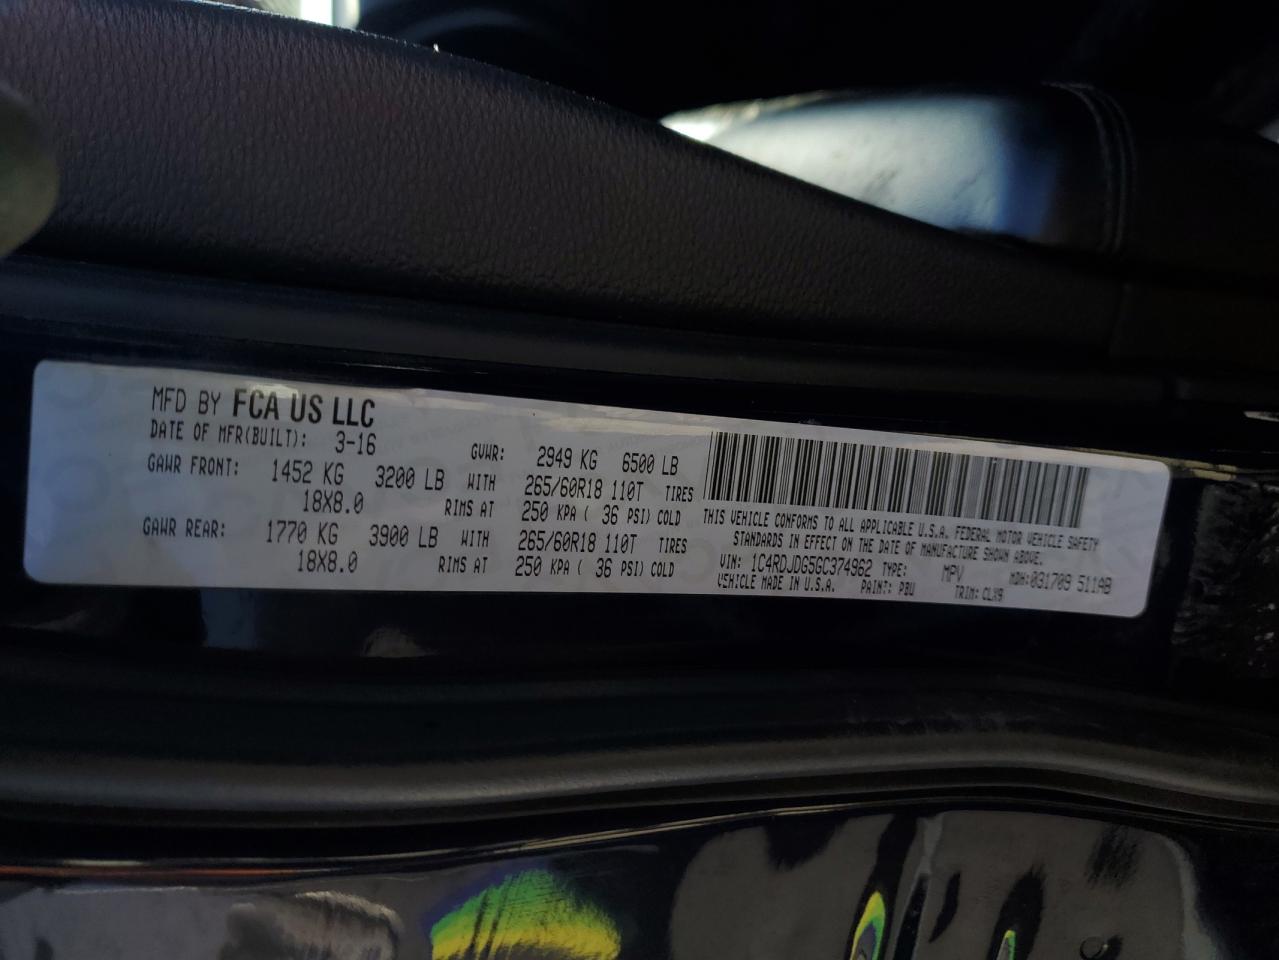 MFD BY FCA US LLC
DATE OF MFR(BUILT): 3-16 GVWR: 2949 KG 6500 LB
GAWR FRONT: 1452 KG 3200 LB WITH 265/60R18 110T TIRES
18X8.0 RIMS AT 250 KPA ( 36 PSI) COLD
GAWR REAR: 1770 KG 3900 LB WITH 265/60R18 110T TIRES
18X8.0 RIMS AT 250 KPA ( 36 PSI) COLD
THIS VEHICLE CONFORMS TO ALL APPLICABLE U.S.A. FEDERAL MOTOR VEHICLE SAFETY
STANDARDS IN EFFECT ON THE DATE OF MANUFACTURE SHOWN ABOVE.
VIN: 1C4RDJDG5GC374962 TYPE: MPV MDH:031709 511AB
VEHICLE MADE IN U.S.A. PAINT: PBU TRIM: CLX9